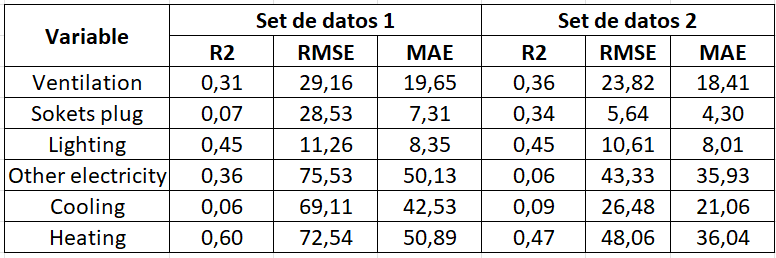 Variable Set de datos 1 Set de datos 2
R2 RMSE MAE R2 RMSE MAE
Ventilation 0,31 29,16 19,65 0,36 23,82 18,41
Sokets plug 0,07 28,53 7,31 0,34 5,64 4,30
Lighting 0,45 11,26 8,35 0,45 10,61 8,01
Other electricity 0,36 75,53 50,13 0,06 43,33 35,93
Cooling 0,06 69,11 42,53 0,09 26,48 21,06
Heating 0,60 72,54 50,89 0,47 48,06 36,04